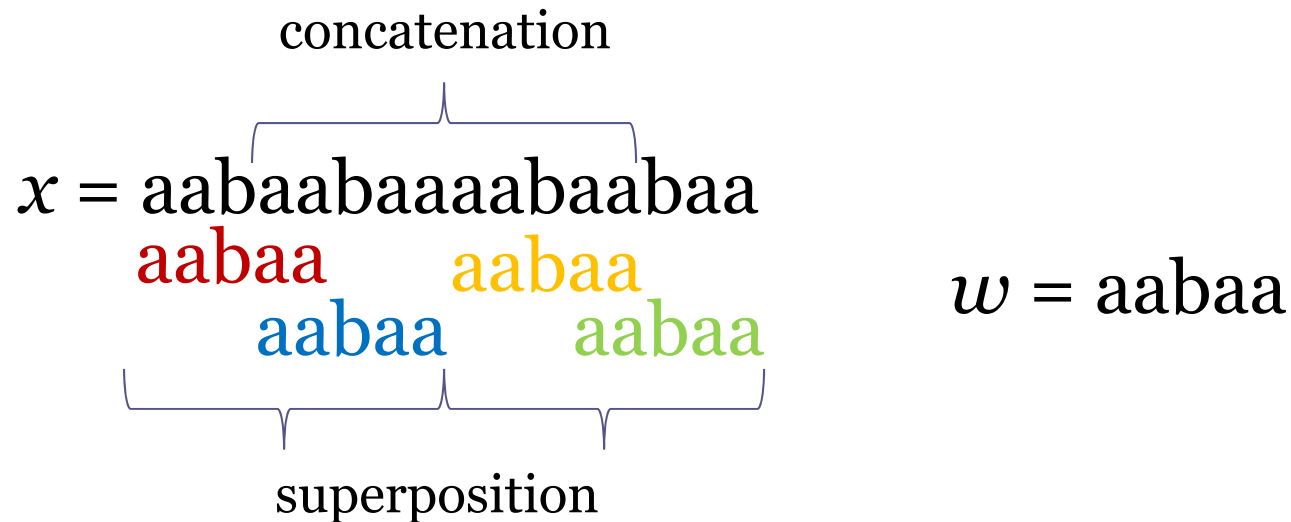 concatenation
x = aabaabaaaabaabaa
aabaa
aabaa
w = aabaa
aabaa
aabaa
superposition